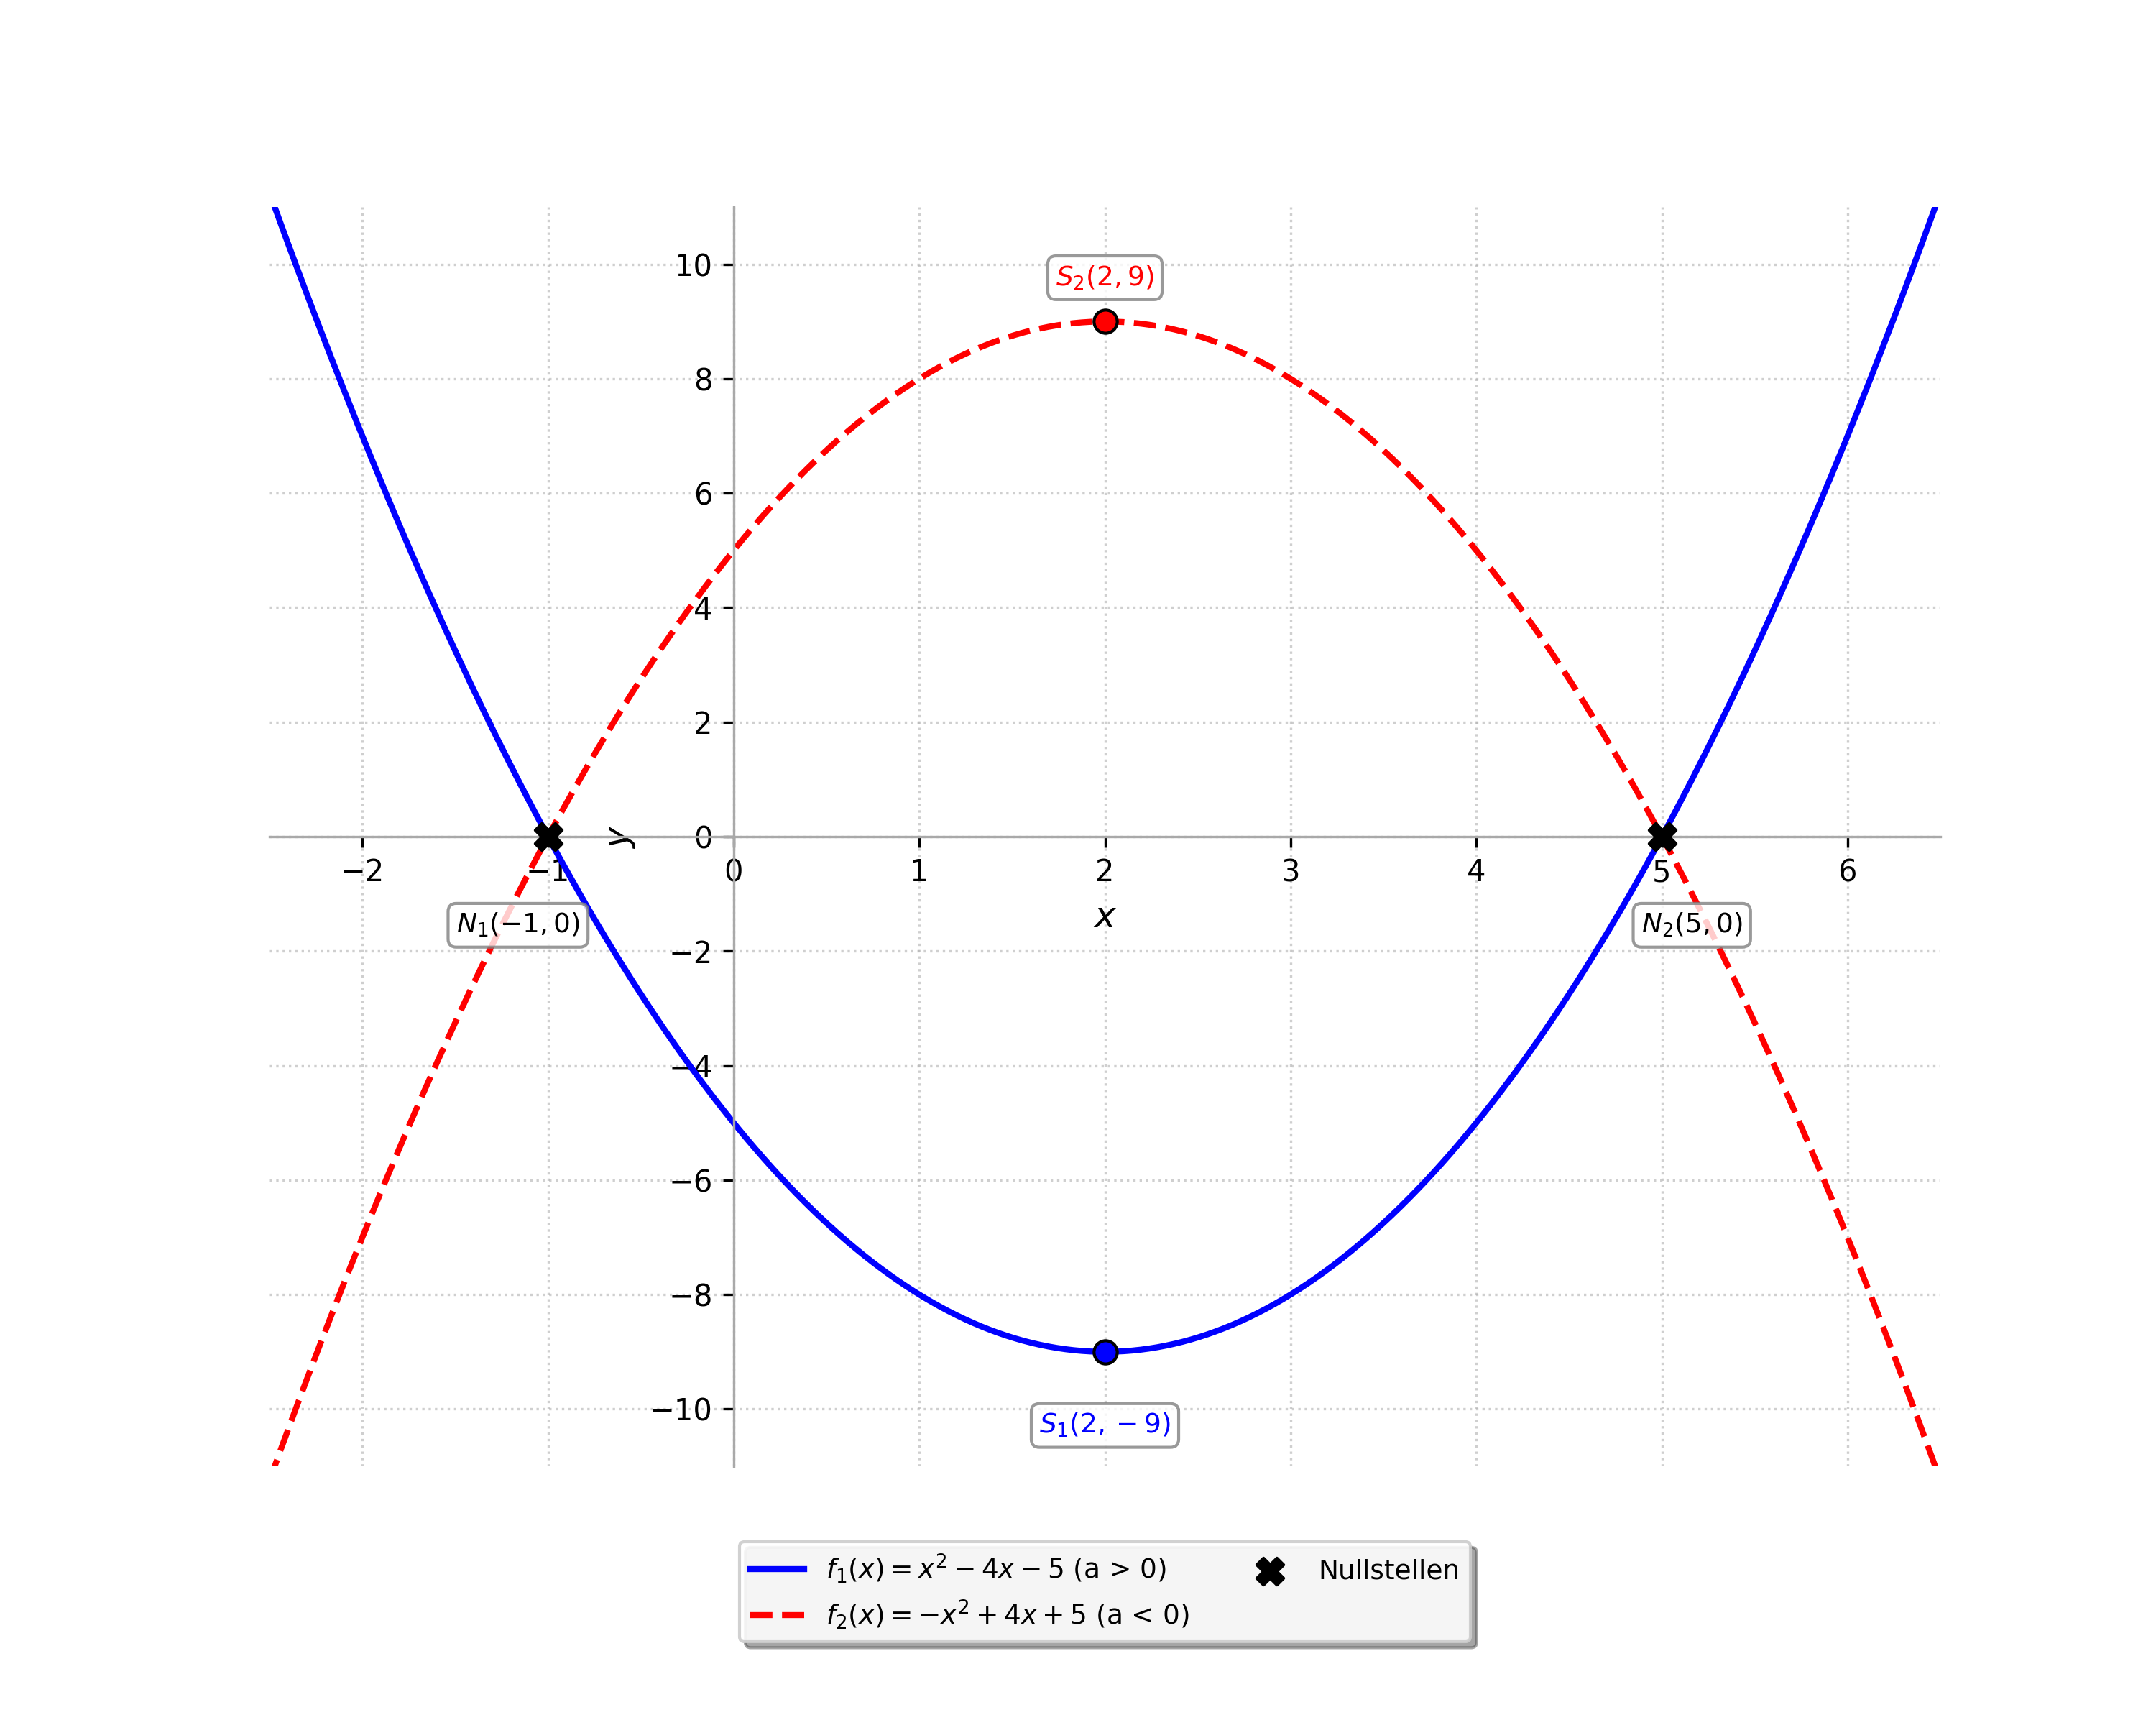 10
S₂(2, 9)
8
6
4
2
y
0
−2
−1
0
1
2
3
4
5
6
x
N₁(−1, 0)
N₂(5, 0)
−2
−4
−6
−8
−10
S₁(2, −9)
f₁(x) = x² − 4x − 5 (a > 0)
f₂(x) = −x² + 4x + 5 (a < 0)
Nullstellen